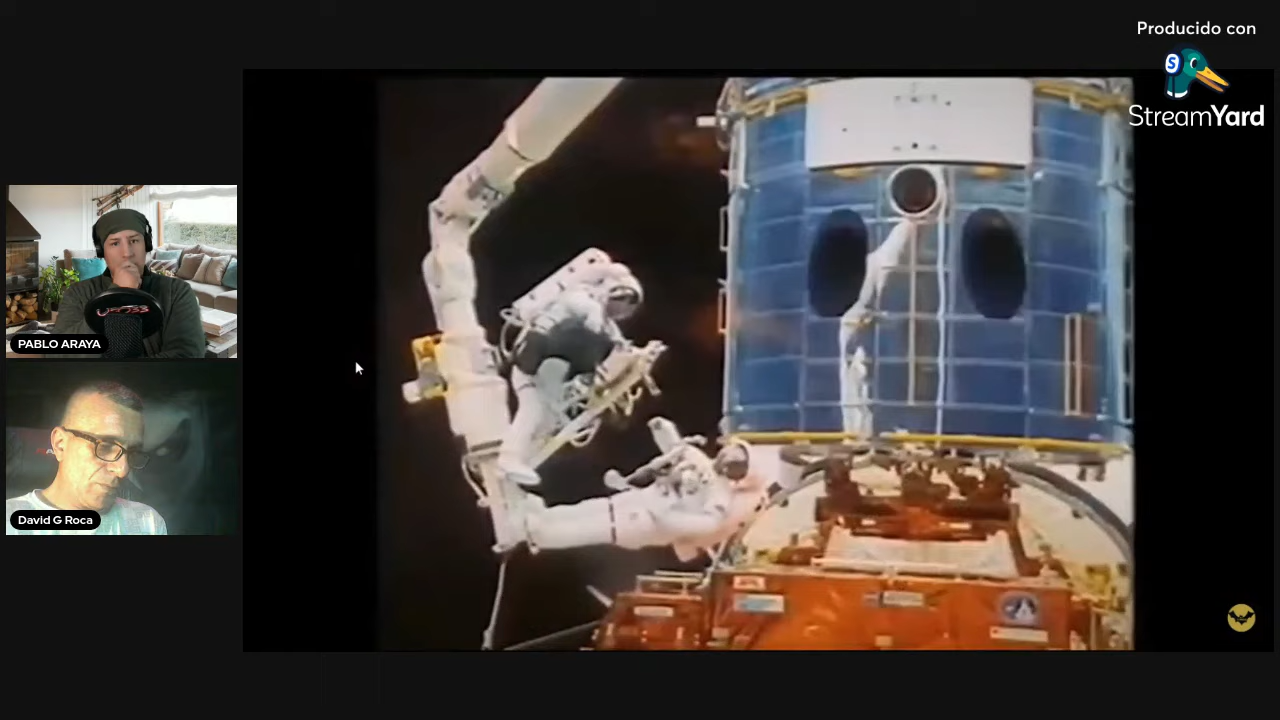 Producido con
S
StreamYard
PABLO ARAYA
David G Roca